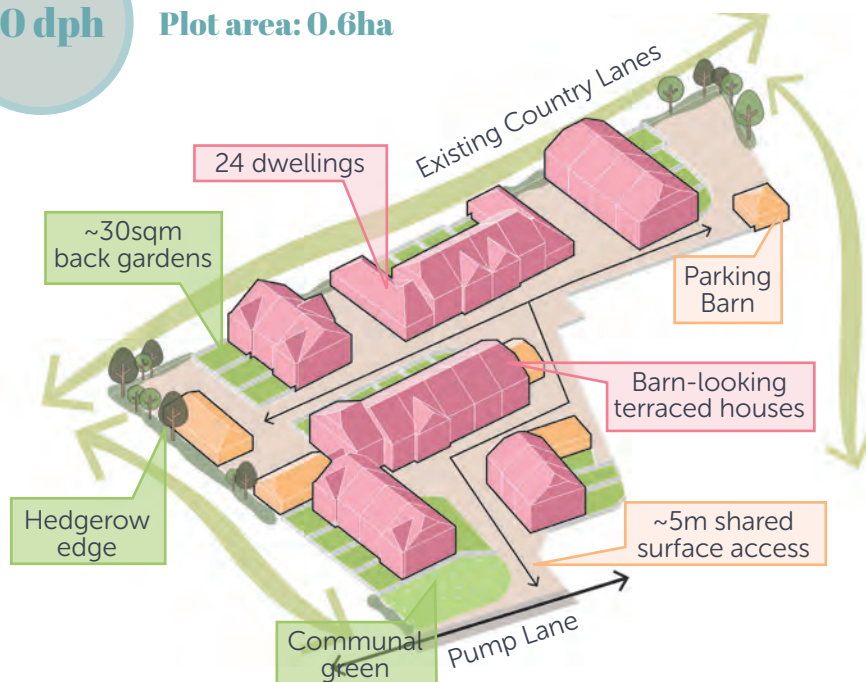 0 dph
Plot area: 0.6ha
Existing Country Lanes
24 dwellings
~30sqm
back gardens
Parking
Barn
Barn-looking
terraced houses
Hedgerow
edge
~5m shared
surface access
Communal
green
Pump Lane